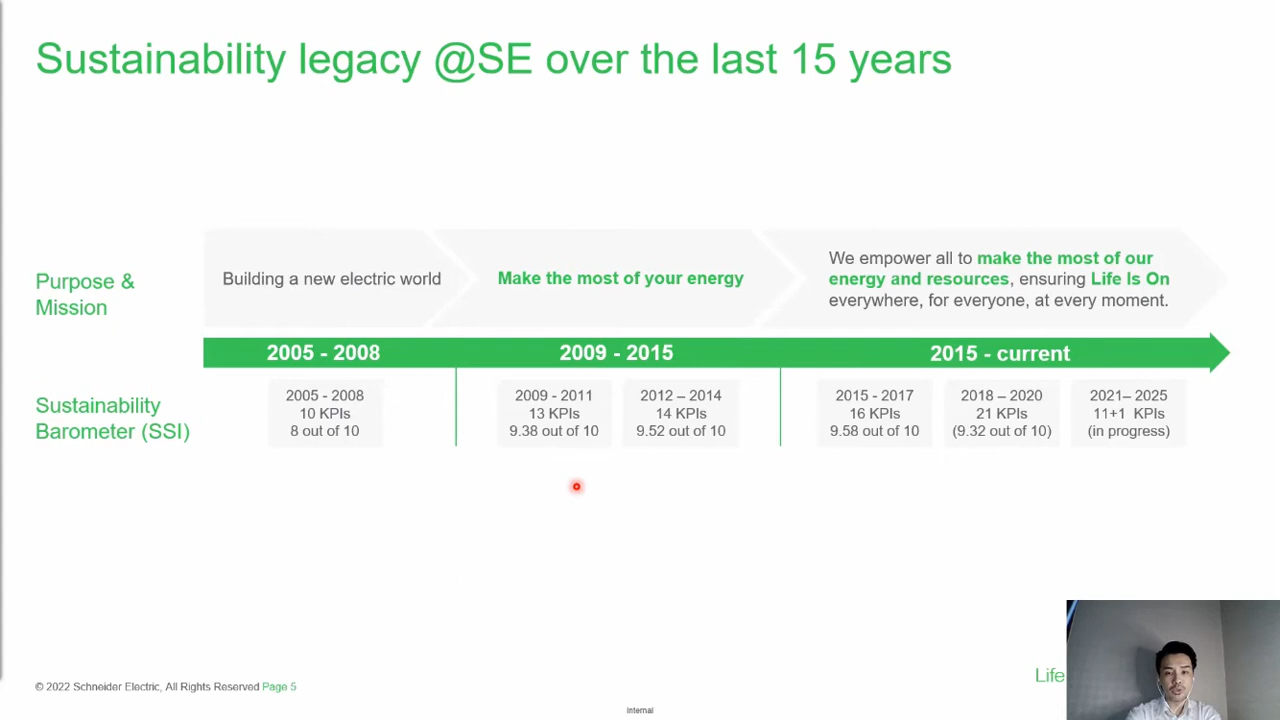 Sustainability legacy @SE over the last 15 years
Purpose &
Mission
Building a new electric world
Make the most of your energy
We empower all to make the most of our
energy and resources, ensuring Life Is On
everywhere, for everyone, at every moment.
2005 - 2008
2009 - 2015
2015 - current
Sustainability
Barometer (SSI)
2005 - 2008
10 KPIs
8 out of 10
2009 - 2011
13 KPIs
9.38 out of 10
2012 – 2014
14 KPIs
9.52 out of 10
2015 - 2017
16 KPIs
9.58 out of 10
2018 – 2020
21 KPIs
(9.32 out of 10)
2021– 2025
11+1 KPIs
(in progress)
© 2022 Schneider Electric, All Rights Reserved Page 5
Internal
Life